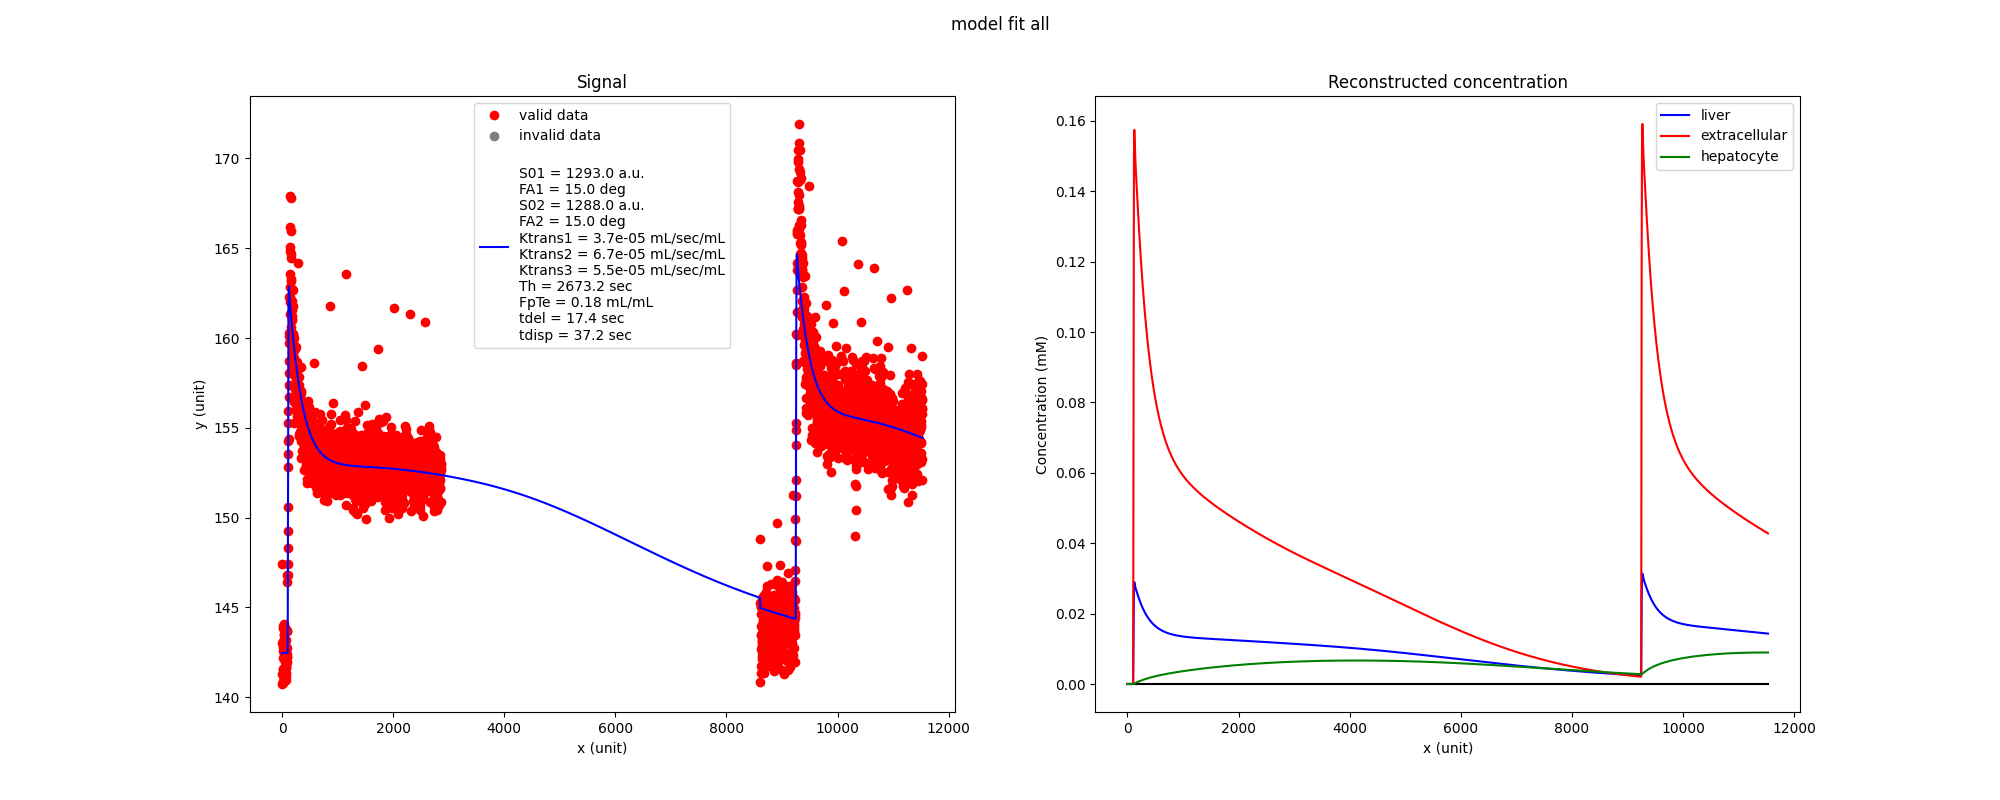 model fit all
Signal
y (unit)
170
165
160
155
150
145
140
valid data
invalid data
S01 = 1293.0 a.u.
FA1 = 15.0 deg
S02 = 1288.0 a.u.
FA2 = 15.0 deg
Ktrans1 = 3.7e-05 mL/sec/mL
Ktrans2 = 6.7e-05 mL/sec/mL
Ktrans3 = 5.5e-05 mL/sec/mL
Th = 2673.2 sec
FpTe = 0.18 mL/mL
tdel = 17.4 sec
tdisp = 37.2 sec
0 2000 4000 6000 8000 10000 12000
x (unit)
Reconstructed concentration
Concentration (mM)
0.16
0.14
0.12
0.10
0.08
0.06
0.04
0.02
0.00
liver
extracellular
hepatocyte
0 2000 4000 6000 8000 10000 12000
x (unit)